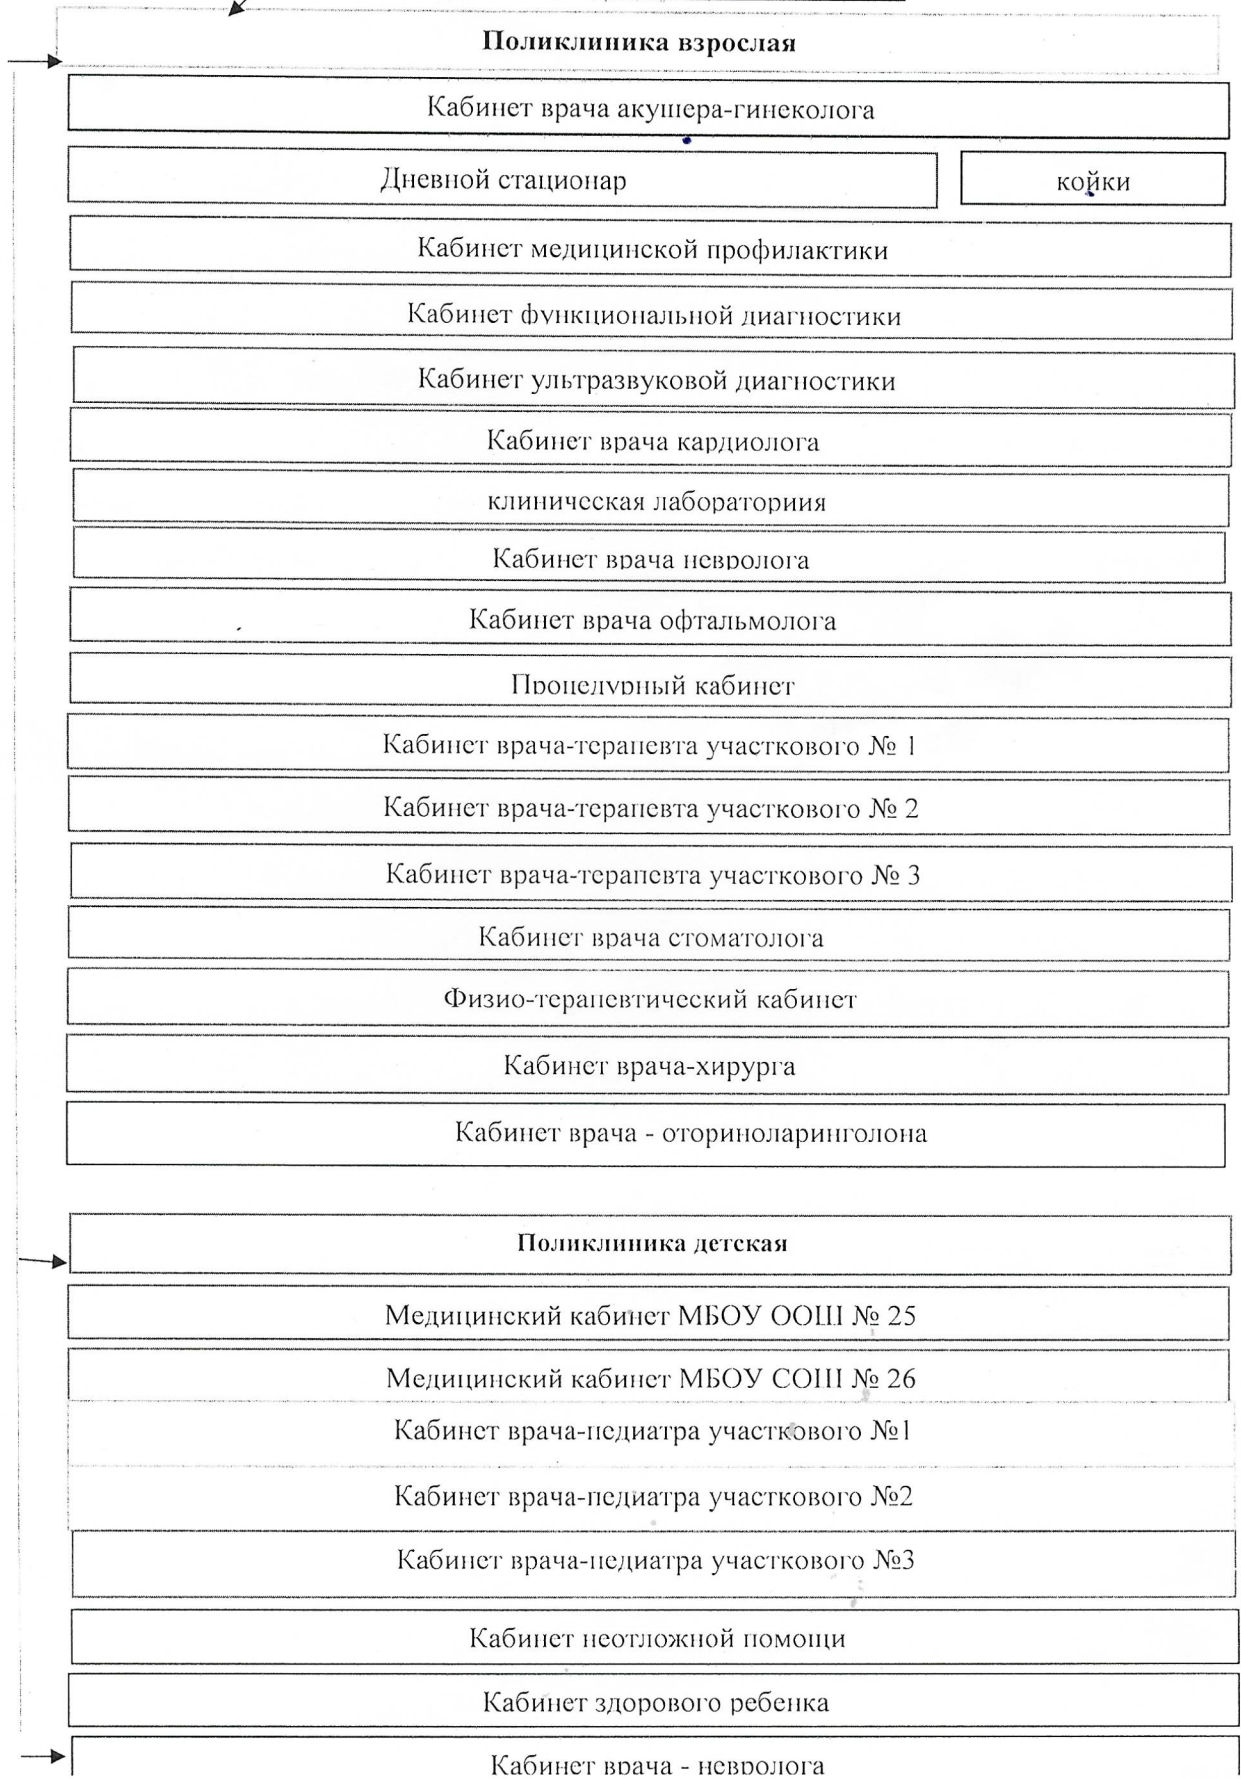 Поликлиника взрослая
Кабинет врача акушера-гинеколога
Дневной стационар
койки
Кабинет медицинской профилактики
Кабинет функциональной диагностики
Кабинет ультразвуковой диагностики
Кабинет врача кардиолога
клиническая лабораториия
Кабинет врача невролога
Кабинет врача офтальмолога
Процедурный кабинет
Кабинет врача-терапевта участкового № 1
Кабинет врача-терапевта участкового № 2
Кабинет врача-терапевта участкового № 3
Кабинет врача стоматолога
Физио-терапевтический кабинет
Кабинет врача-хирурга
Кабинет врача - оториноларинголона
Поликлиника детская
Медицинский кабинет МБОУ ООШ № 25
Медицинский кабинет МБОУ СОШ № 26
Кабинет врача-педиатра участкового №1
Кабинет врача-педиатра участкового №2
Кабинет врача-педиатра участкового №3
Кабинет неотложной помощи
Кабинет здорового ребенка
Кабинет врача - невролога